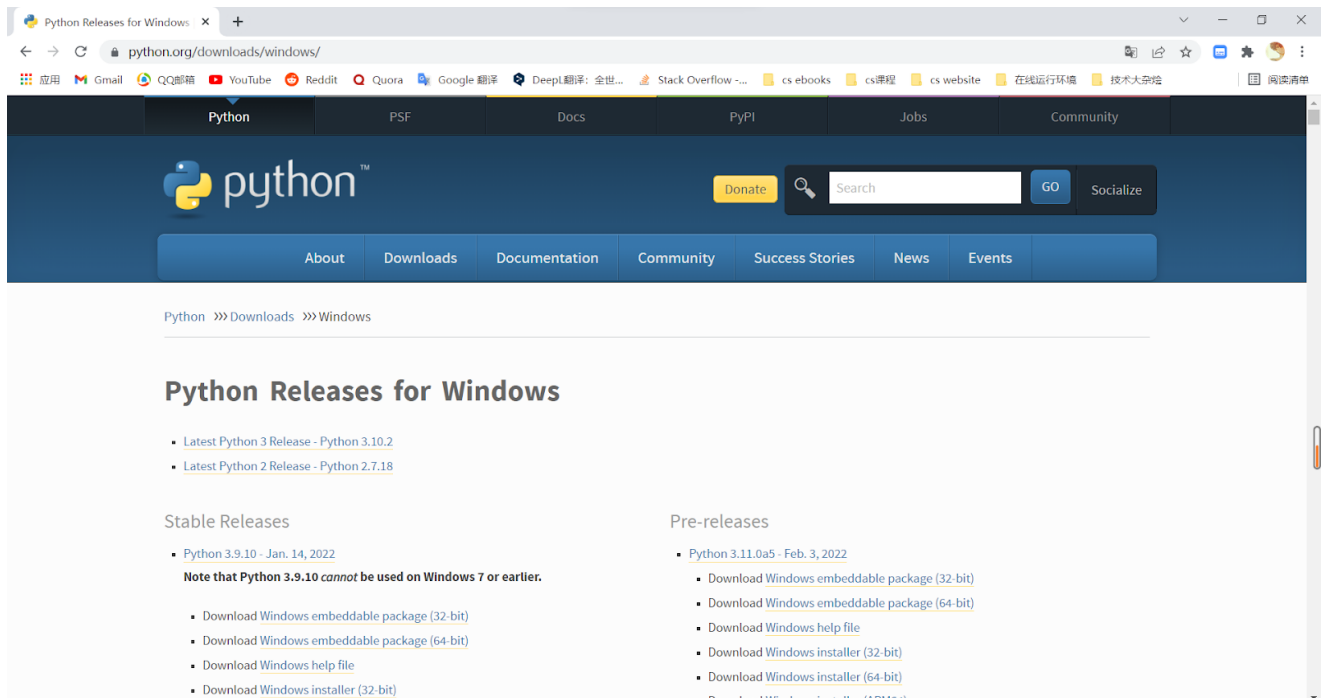 Python Releases for Windows
python.org/downloads/windows/
应用 Gmail QQ邮箱 YouTube Reddit Quora Google 翻译 DeepL翻译：全世... Stack Overflow -... cs ebooks cs课程 cs website 在线运行环境 技术大杂烩 阅读清单
Python PSF Docs PyPI Jobs Community
python™
Donate Search GO Socialize
About Downloads Documentation Community Success Stories News Events
Python >>> Downloads >>> Windows
Python Releases for Windows
Latest Python 3 Release - Python 3.10.2
Latest Python 2 Release - Python 2.7.18
Stable Releases
Python 3.9.10 - Jan. 14, 2022
Note that Python 3.9.10 cannot be used on Windows 7 or earlier.
Download Windows embeddable package (32-bit)
Download Windows embeddable package (64-bit)
Download Windows help file
Download Windows installer (32-bit)
Pre-releases
Python 3.11.0a5 - Feb. 3, 2022
Download Windows embeddable package (32-bit)
Download Windows embeddable package (64-bit)
Download Windows help file
Download Windows installer (32-bit)
Download Windows installer (64-bit)